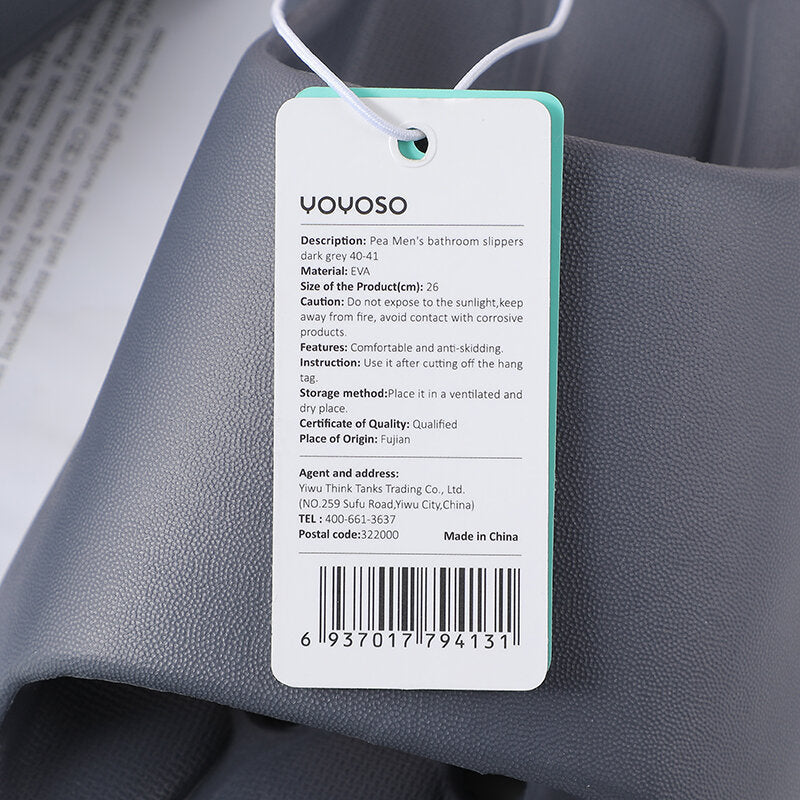 YOYOSO
Description: Pea Men's bathroom slippers
dark grey 40-41
Material: EVA
Size of the Product(cm): 26
Caution: Do not expose to the sunlight,keep
away from fire, avoid contact with corrosive
products.
Features: Comfortable and anti-skidding.
Instruction: Use it after cutting off the hang
tag.
Storage method:Place it in a ventilated and
dry place.
Certificate of Quality: Qualified
Place of Origin: Fujian
Agent and address:
Yiwu Think Tanks Trading Co., Ltd.
(NO.259 Sufu Road,Yiwu City,China)
TEL : 400-661-3637
Postal code:322000 Made in China
6 937017 794131